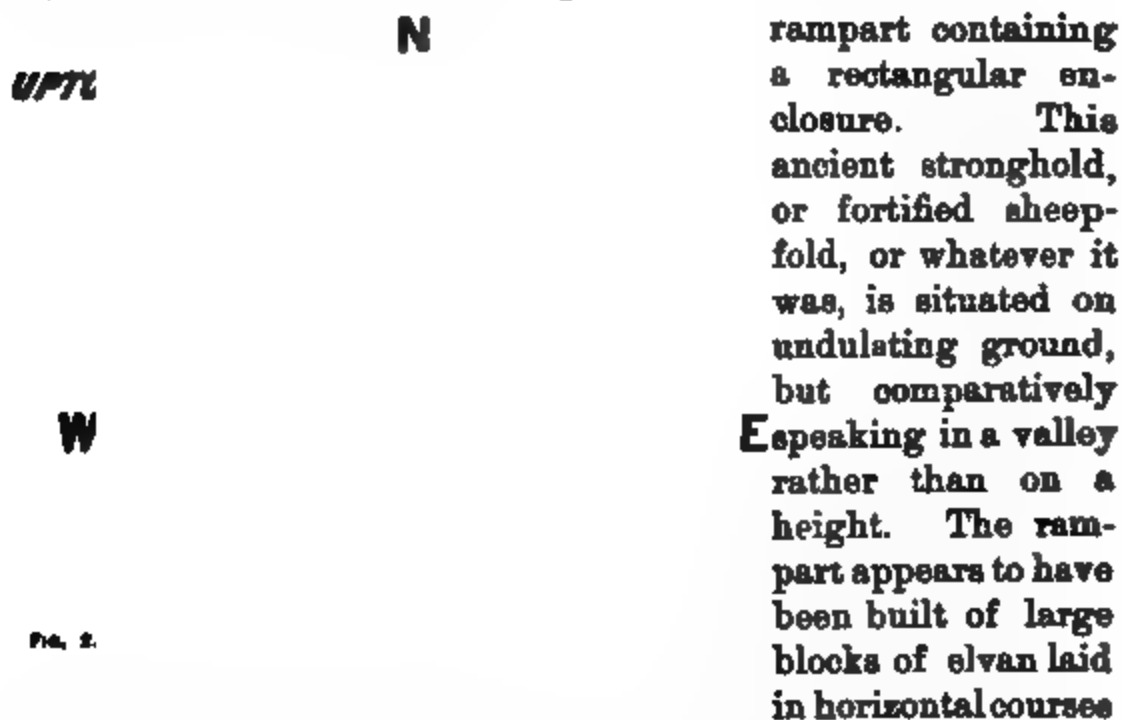 N
W
E
FIG. 2.
rampart containing
a rectangular en-
closure. This
ancient stronghold,
or fortified sheep-
fold, or whatever it
was, is situated on
undulating ground,
but comparatively
speaking in a valley
rather than on a
height. The ram-
part appears to have
been built of large
blocks of elvan laid
in horizontal courses